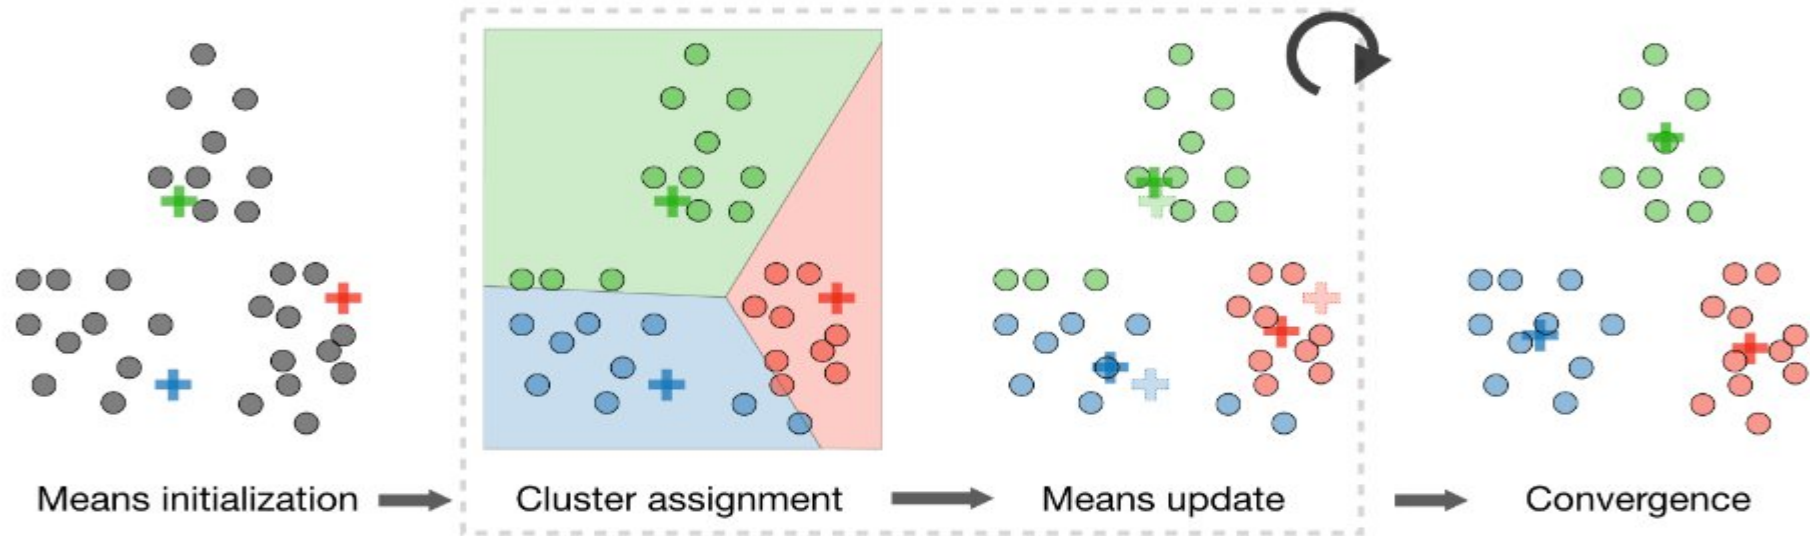 Means initialization
Cluster assignment
Means update
Convergence